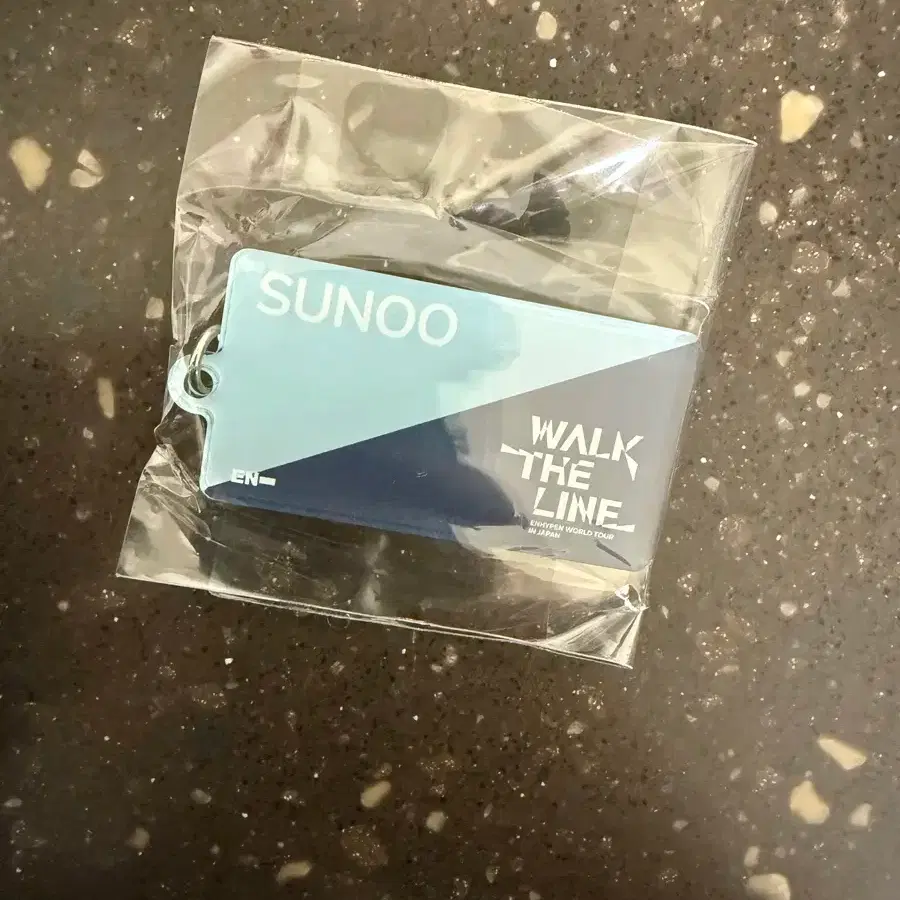 SUNOO
WALK
THE
LINE
ENHYPEN WORLD TOUR
IN JAPAN
EN-